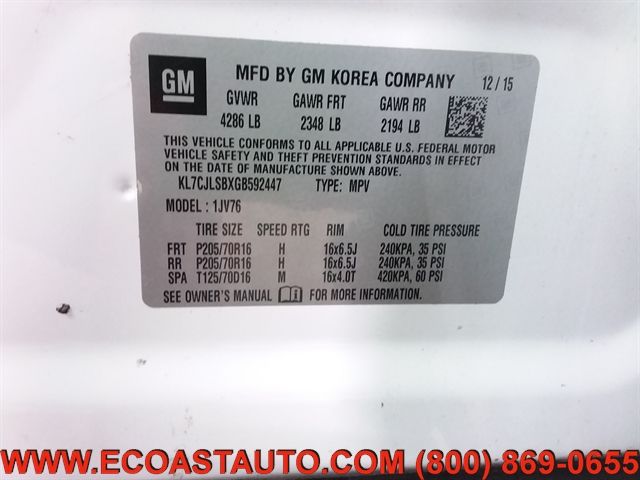 GM
MFD BY GM KOREA COMPANY 12 / 15
GVWR GAWR FRT GAWR RR
4286 LB 2348 LB 2194 LB
THIS VEHICLE CONFORMS TO ALL APPLICABLE U.S. FEDERAL MOTOR
VEHICLE SAFETY AND THEFT PREVENTION STANDARDS IN EFFECT
ON THE DATE OF MANUFACTURE SHOWN ABOVE.
KL7CJLSBXGB592447 TYPE: MPV
MODEL : 1JV76
TIRE SIZE SPEED RTG RIM COLD TIRE PRESSURE
FRT P205/70R16 H 16x6.5J 240KPA, 35 PSI
RR P205/70R16 H 16x6.5J 240KPA, 35 PSI
SPA T125/70D16 M 16x4.0T 420KPA, 60 PSI
SEE OWNER'S MANUAL FOR MORE INFORMATION.
WWW.ECOASTAUTO.COM (800) 869-0655